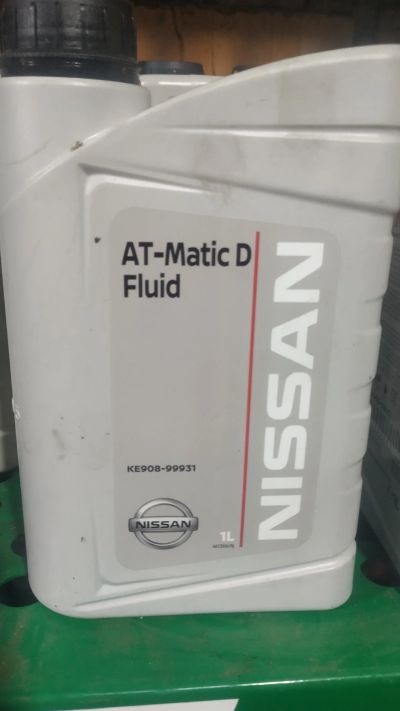 AT-Matic D
Fluid
NISSAN
KE908-99931
NISSAN
1L